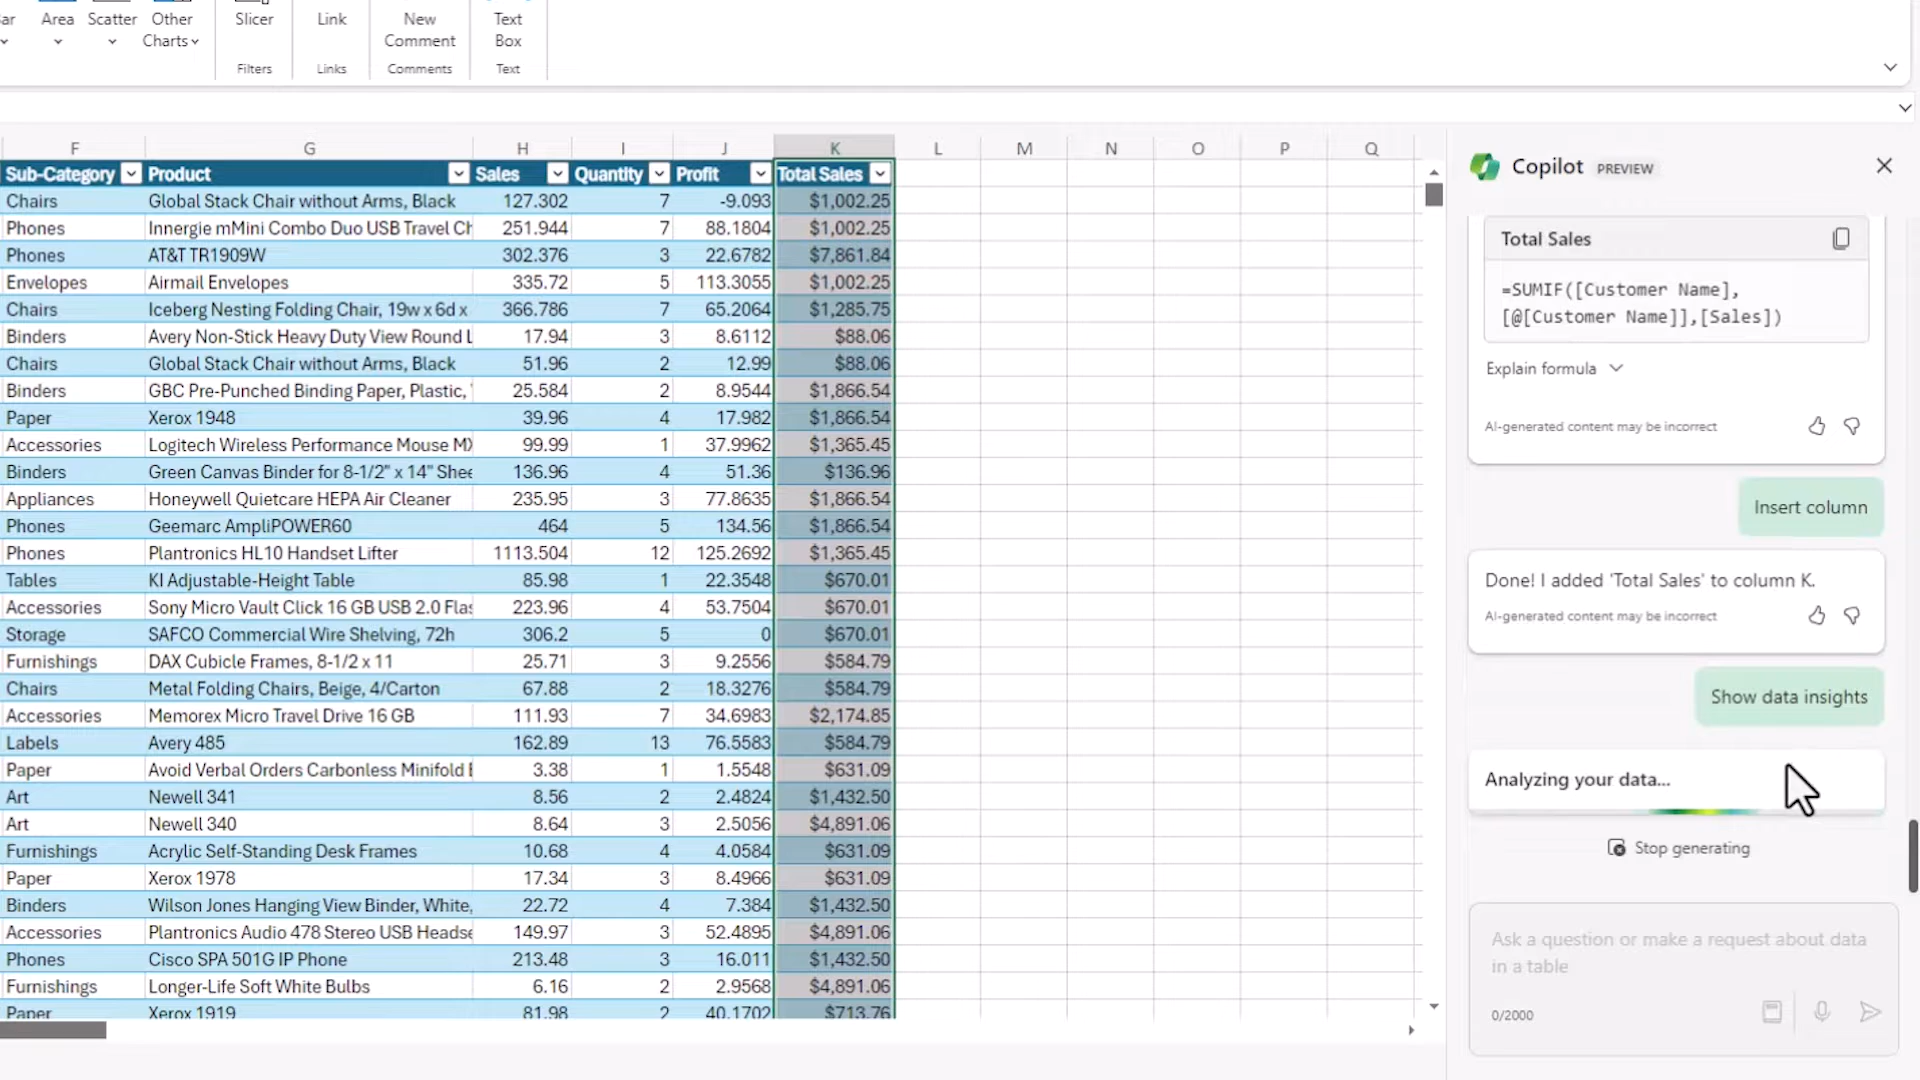 ar Area Scatter Other Charts
Slicer
Link
New Comment
Text Box
Filters Links Comments Text
F G H I J K L M N O P Q
Sub-Category Product Sales Quantity Profit Total Sales
Chairs Global Stack Chair without Arms, Black 127.302 7 -9.093 $1,002.25
Phones Innergie mMini Combo Duo USB Travel Ch 251.944 7 88.1804 $1,002.25
Phones AT&T TR1909W 302.376 3 22.6782 $7,861.84
Envelopes Airmail Envelopes 335.72 5 113.3055 $1,002.25
Chairs Iceberg Nesting Folding Chair, 19w x 6d x 366.786 7 65.2064 $1,285.75
Binders Avery Non-Stick Heavy Duty View Round L 17.94 3 8.6112 $88.06
Chairs Global Stack Chair without Arms, Black 51.96 2 12.99 $88.06
Binders GBC Pre-Punched Binding Paper, Plastic, 25.584 2 8.9544 $1,866.54
Paper Xerox 1948 39.96 4 17.982 $1,866.54
Accessories Logitech Wireless Performance Mouse MX 99.99 1 37.9962 $1,365.45
Binders Green Canvas Binder for 8-1/2" x 14" Shee 136.96 4 51.36 $136.96
Appliances Honeywell Quietcare HEPA Air Cleaner 235.95 3 77.8635 $1,866.54
Phones Geemarc AmpliPOWER60 464 5 134.56 $1,866.54
Phones Plantronics HL10 Handset Lifter 1113.504 12 125.2692 $1,365.45
Tables KI Adjustable-Height Table 85.98 1 22.3548 $670.01
Accessories Sony Micro Vault Click 16 GB USB 2.0 Flas 223.96 4 53.7504 $670.01
Storage SAFCO Commercial Wire Shelving, 72h 306.2 5 0 $670.01
Furnishings DAX Cubicle Frames, 8-1/2 x 11 25.71 3 9.2556 $584.79
Chairs Metal Folding Chairs, Beige, 4/Carton 67.88 2 18.3276 $584.79
Accessories Memorex Micro Travel Drive 16 GB 111.93 7 34.6983 $2,174.85
Labels Avery 485 162.89 13 76.5583 $584.79
Paper Avoid Verbal Orders Carbonless Minifold 3.38 1 1.5548 $631.09
Art Newell 341 8.56 2 2.4824 $1,432.50
Art Newell 340 8.64 3 2.5056 $4,891.06
Furnishings Acrylic Self-Standing Desk Frames 10.68 4 4.0584 $631.09
Paper Xerox 1978 17.34 3 8.4966 $631.09
Binders Wilson Jones Hanging View Binder, White, 22.72 4 7.384 $1,432.50
Accessories Plantronics Audio 478 Stereo USB Headse 149.97 3 52.4895 $4,891.06
Phones Cisco SPA 501G IP Phone 213.48 3 16.011 $1,432.50
Furnishings Longer-Life Soft White Bulbs 6.16 2 2.9568 $4,891.06
Paper Xerox 1919 81.98 2 40.1702 $713.76
Copilot PREVIEW
Total Sales
=SUMIF([Customer Name],
[@[Customer Name]],[Sales])
Explain formula
AI-generated content may be incorrect
Insert column
Done! I added 'Total Sales' to column K.
AI-generated content may be incorrect
Show data insights
Analyzing your data...
Stop generating
Ask a question or make a request about data
in a table
0/2000